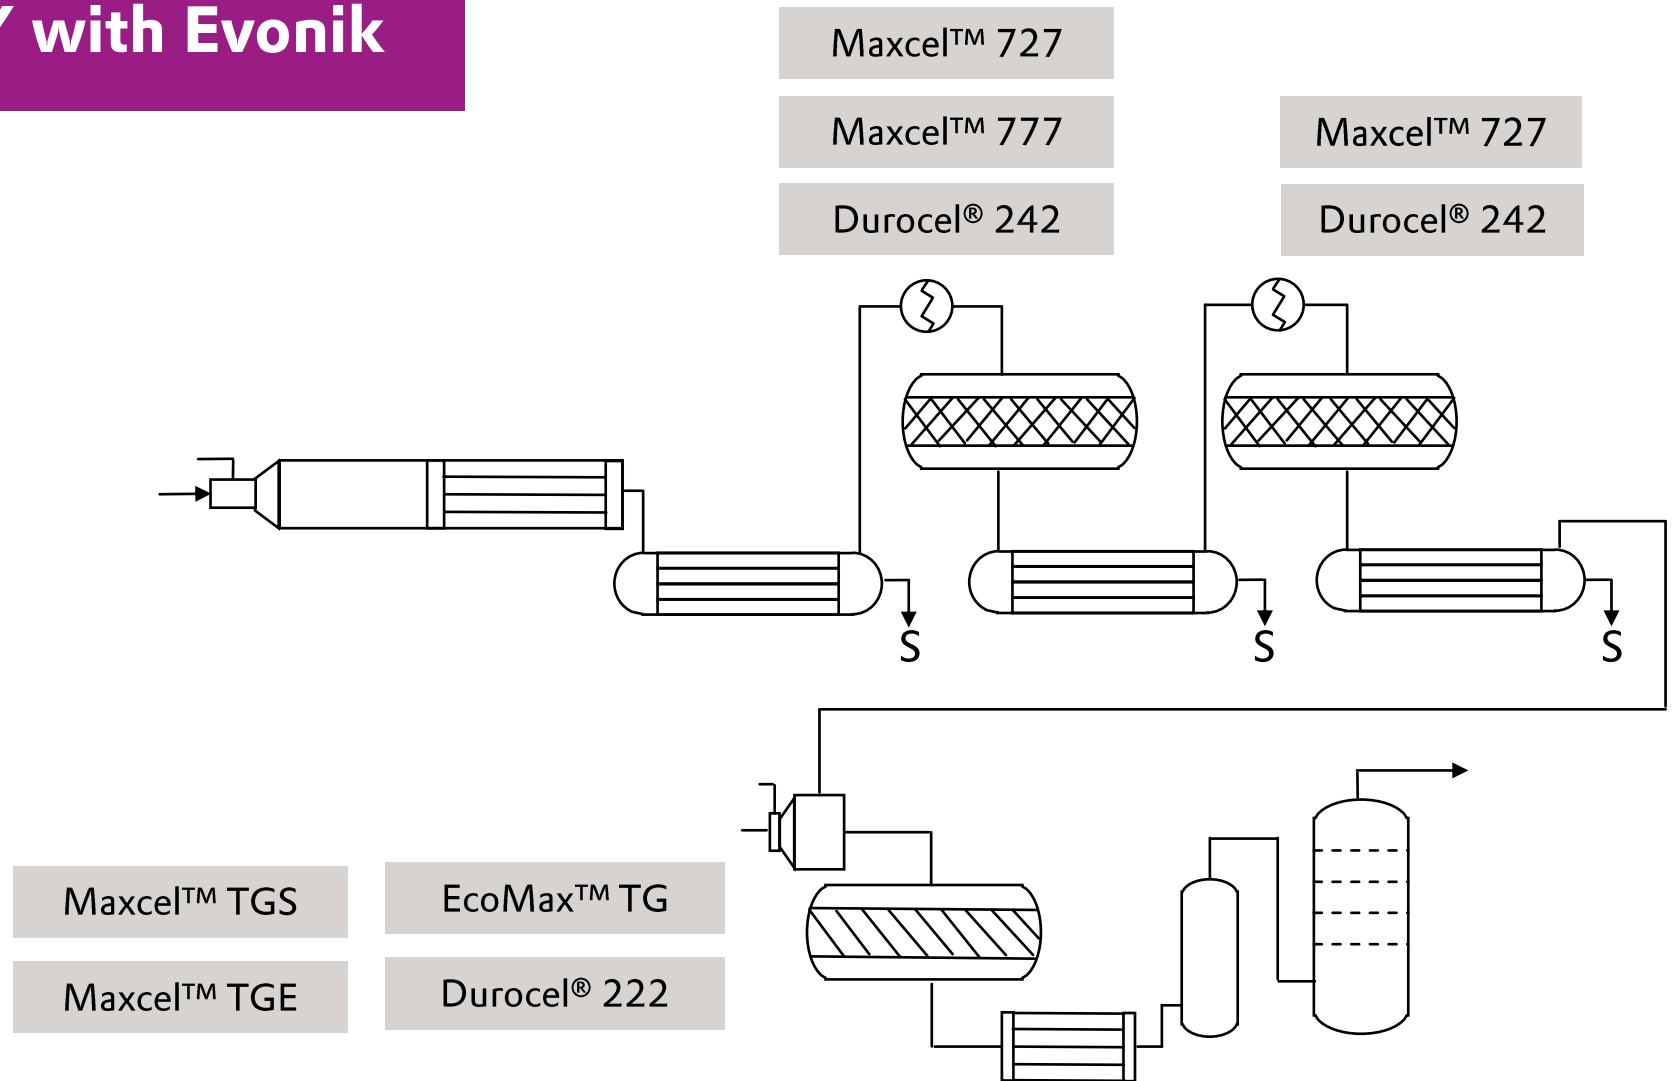 Y with Evonik
Maxcel™ 727
Maxcel™ 777
Durocel® 242
Maxcel™ 727
Durocel® 242
S
S
S
Maxcel™ TGS
EcoMax™ TG
Maxcel™ TGE
Durocel® 222